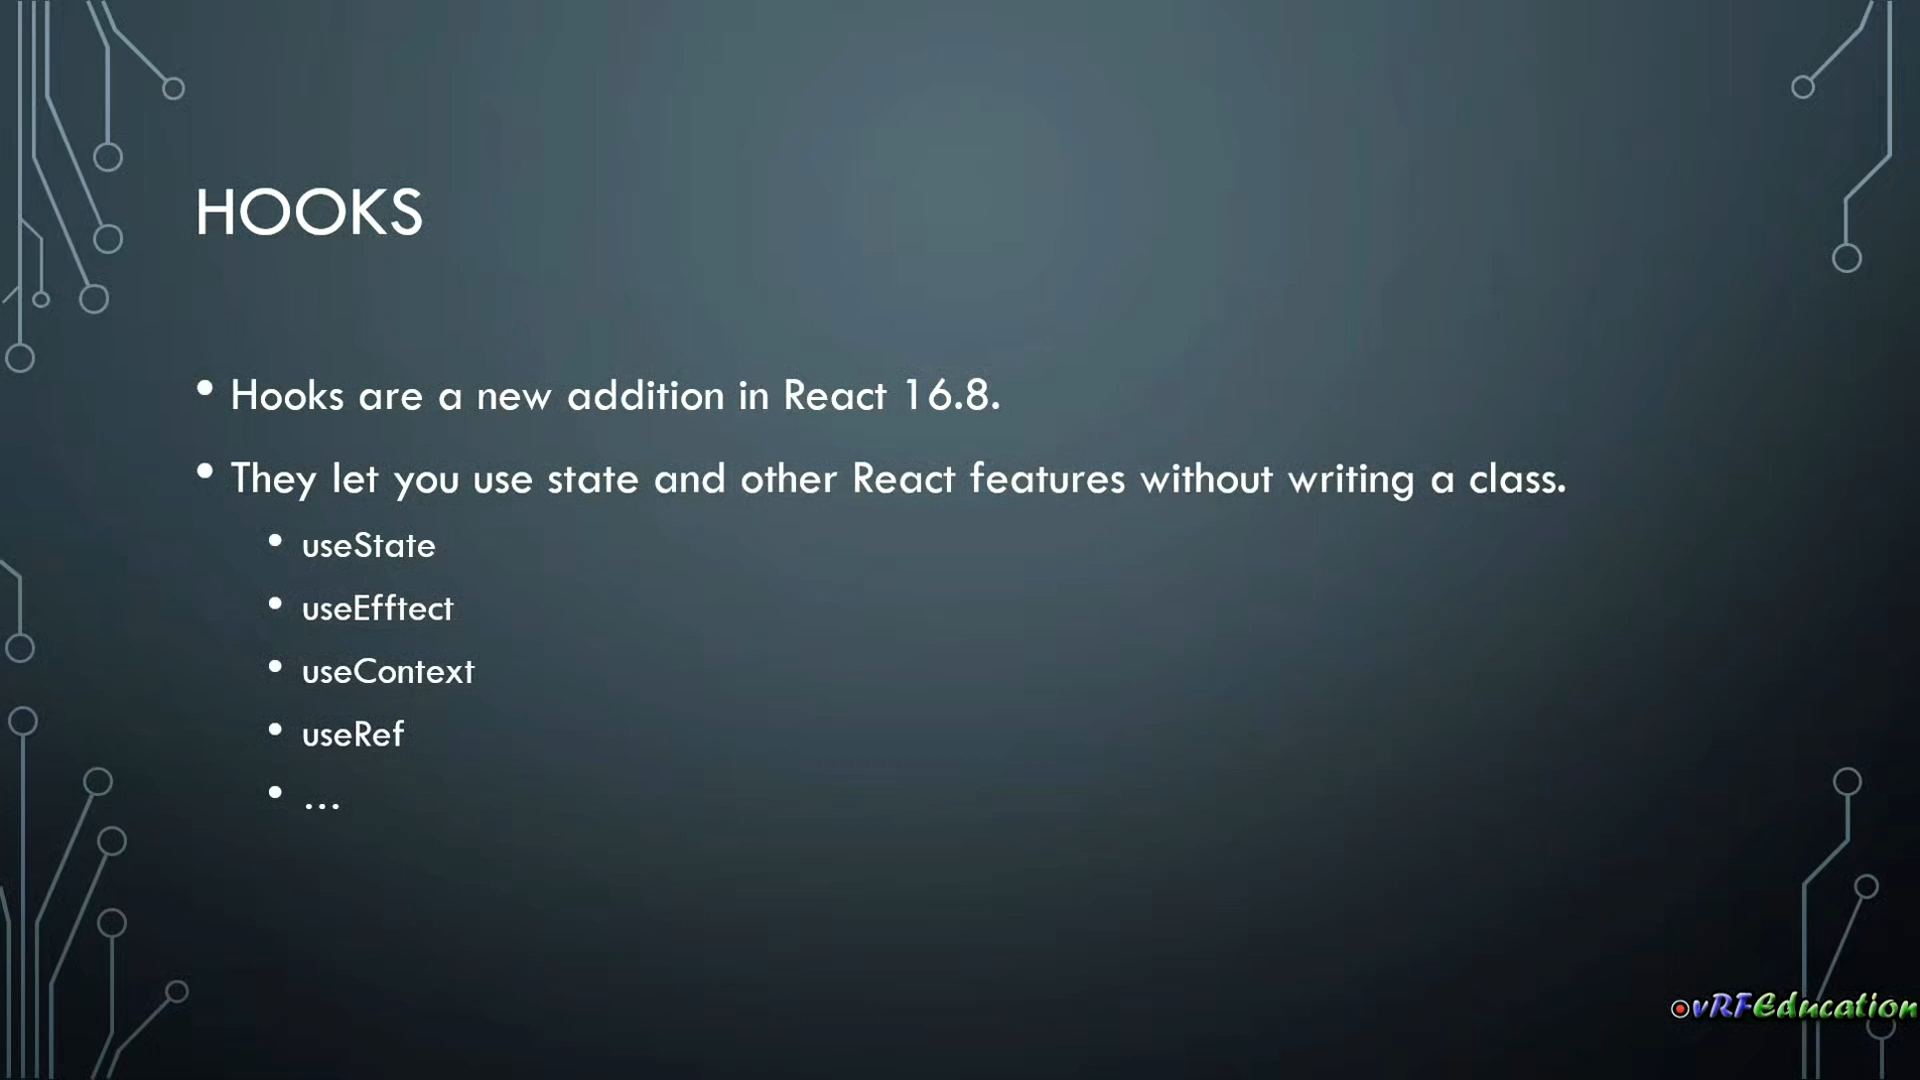 HOOKS
• Hooks are a new addition in React 16.8.
• They let you use state and other React features without writing a class.
• useState
• useEfftect
• useContext
• useRef
• ...
vRFEducation